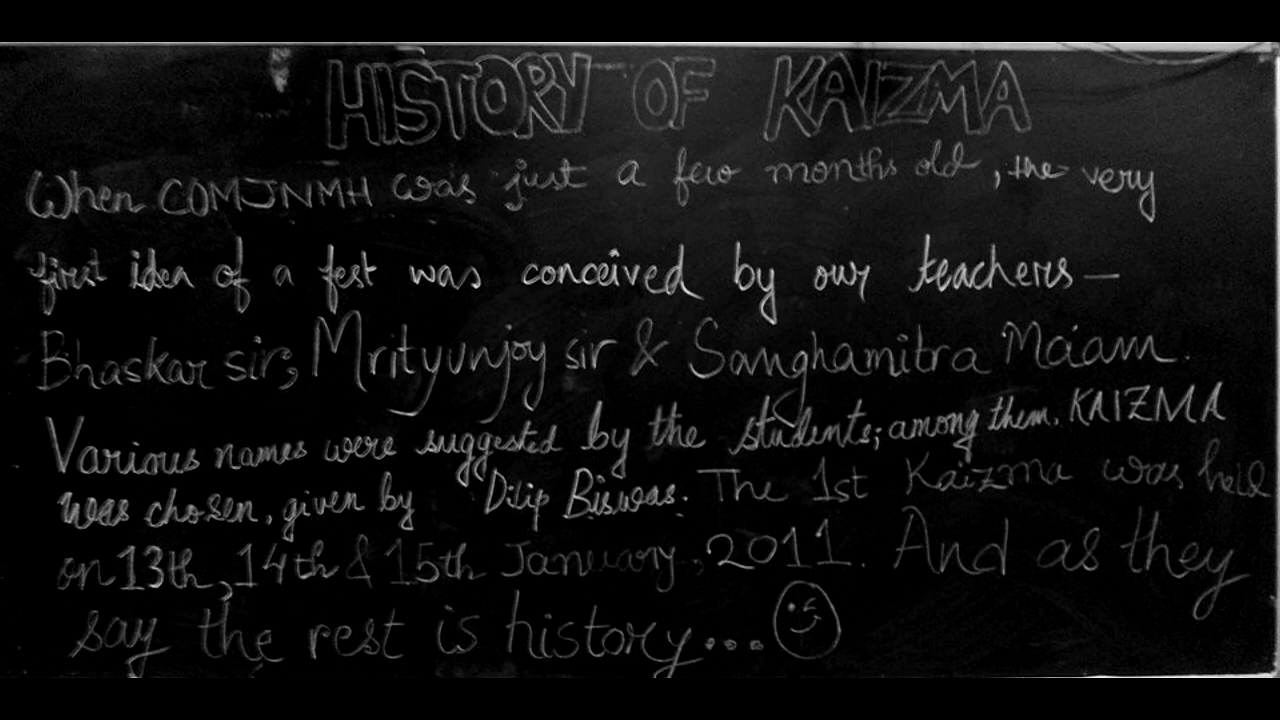 HISTORY OF KAIZMA
When COMJNMH was just a few months old, the very
first idea of a fest was conceived by our teachers —
Bhaskar sir, Mrityunjoy sir & Sanghamitra Ma'am.
Various names were suggested by the students; among them, KAIZMA
was chosen, given by Dilip Biswas. The 1st Kaizma was held
on 13th, 14th & 15th January, 2011. And as they
say the rest is history...